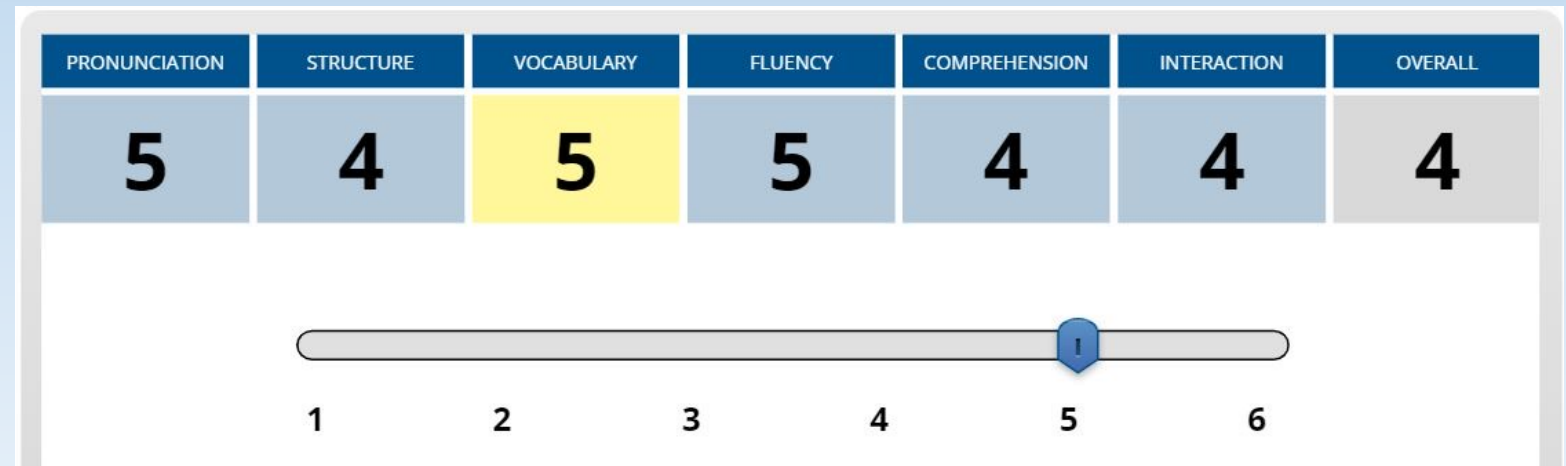 PRONUNCIATION STRUCTURE VOCABULARY FLUENCY COMPREHENSION INTERACTION OVERALL
5 4 5 5 4 4 4
1 2 3 4 5 6